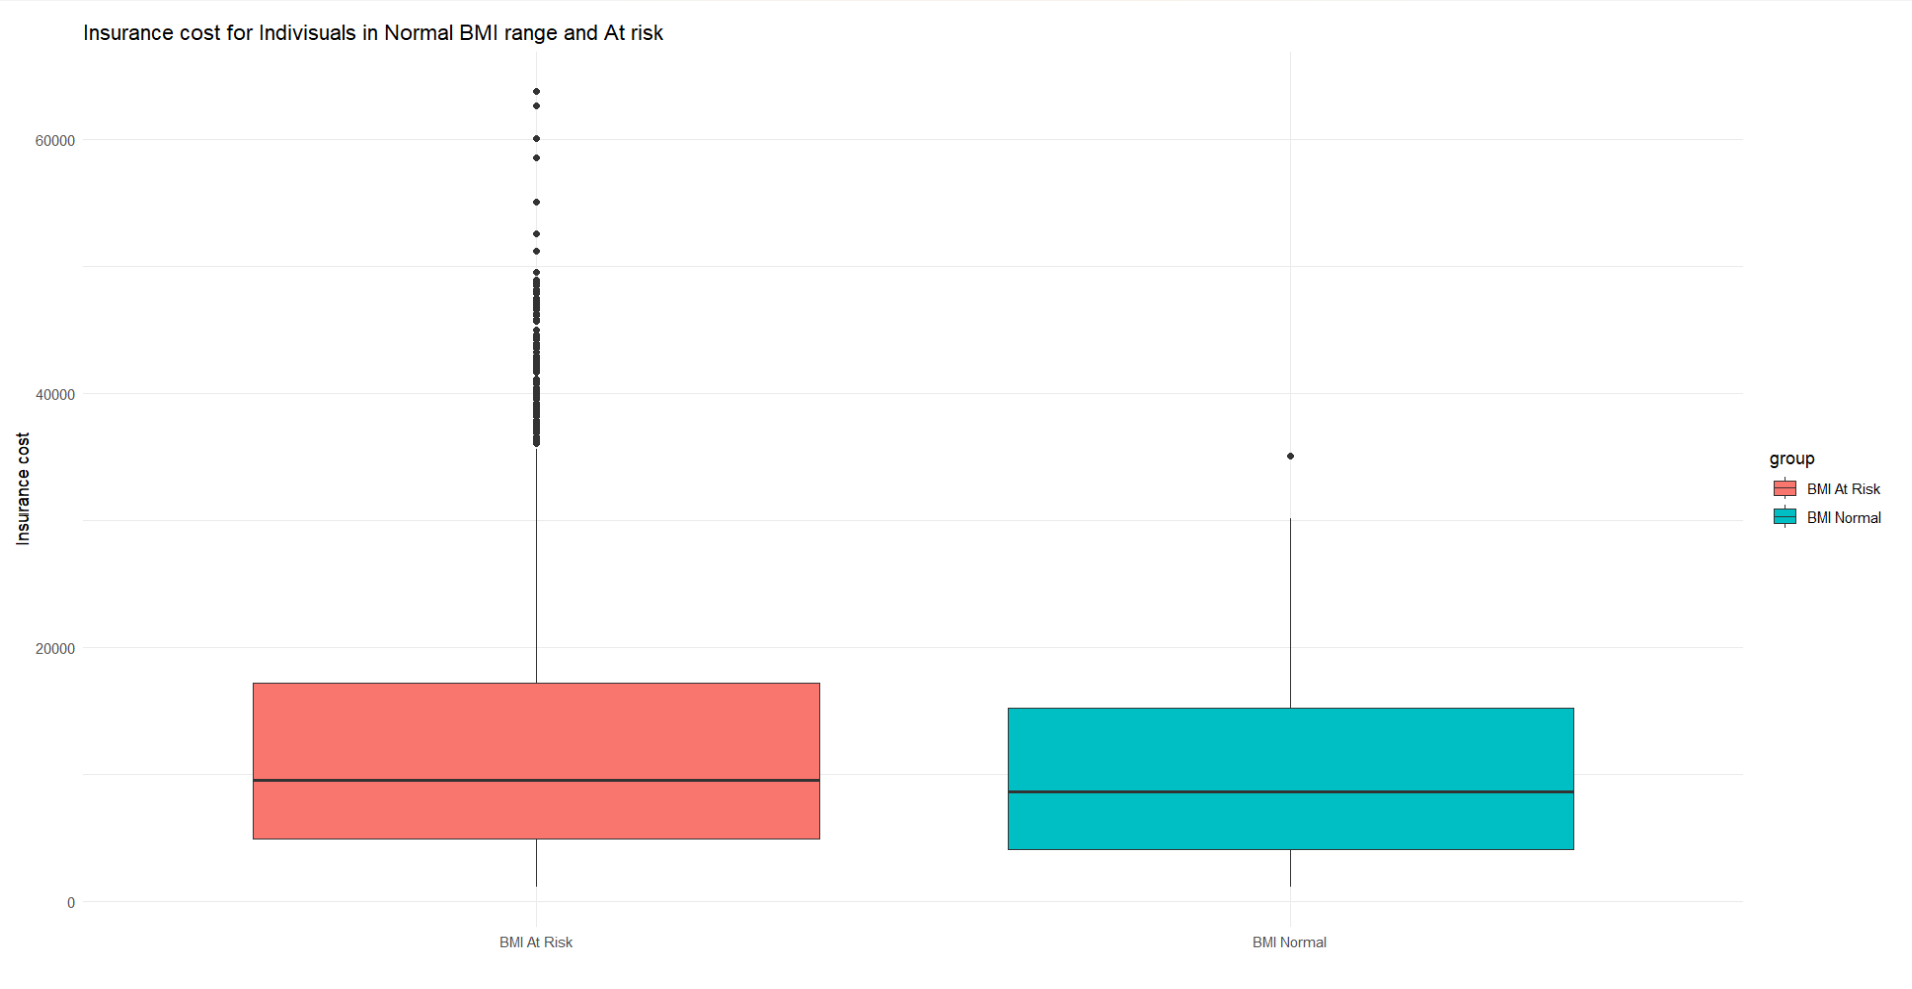 Insurance cost for Indivisuals in Normal BMI range and At risk
60000
40000
20000
0
Insurance cost
BMI At Risk
BMI Normal
group
BMI At Risk
BMI Normal